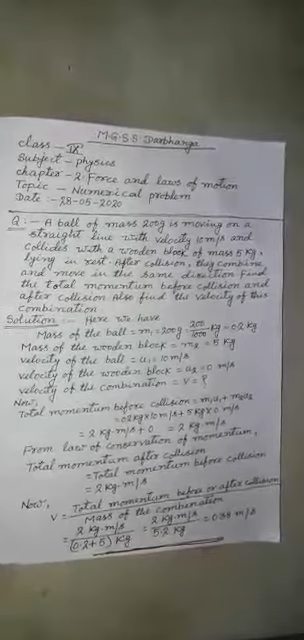 M.G.S.S. Darbhanga
class - IX
Subject - physics
chapter - 2: Force and laws of motion
Topic - Numerical problem
Date :- 28-05-2020
Q:- A ball of mass 200g is moving on a
straight line with velocity 10 m/s and
collides with a wooden block of mass 5 kg,
lying in rest. After collision, they combine
and move in the same direction Find
the total momentum before collision and
after collision Also find the velocity of this
combination.
Solution:- Here we have
Mass of the ball = m1 = 200g = 200/1000 kg = 0.2 kg
Mass of the wooden block = m2 = 5 kg
velocity of the ball = u1 = 10 m/s
velocity of the wooden block = u2 = 0 m/s
velocity of the combination = v = ?
Now,
Total momentum before collision = m1u1 + m2u2
= 0.2 kg x 10 m/s + 5 kg x 0 m/s
= 2 kg.m/s + 0 = 2 kg.m/s
From law of conservation of momentum,
Total momentum after collision
= Total momentum before collision
= 2 kg.m/s
Now,
V = Total momentum before or after collision / Mass of the combination
= 2 kg.m/s / (0.2+5) kg = 2 kg.m/s / 5.2 kg = 0.38 m/s